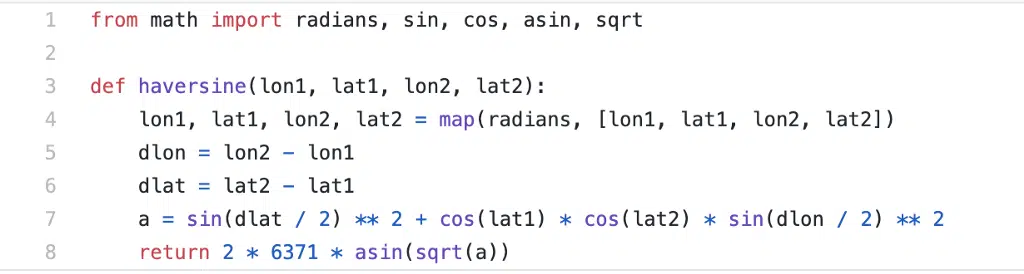 1 from math import radians, sin, cos, asin, sqrt
2
3 def haversine(lon1, lat1, lon2, lat2):
4     lon1, lat1, lon2, lat2 = map(radians, [lon1, lat1, lon2, lat2])
5     dlon = lon2 − lon1
6     dlat = lat2 − lat1
7     a = sin(dlat / 2) ** 2 + cos(lat1) * cos(lat2) * sin(dlon / 2) ** 2
8     return 2 * 6371 * asin(sqrt(a))